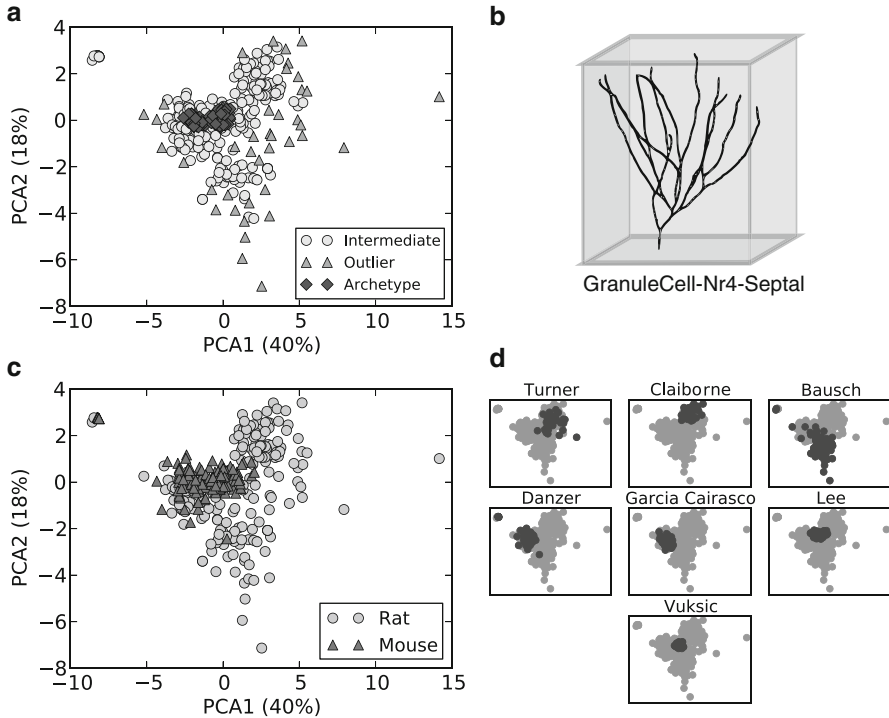 a
4
2
0
−2
−4
−6
−8
PCA2 (18%)
−10
−5
0
5
10
15
PCA1 (40%)
Intermediate
Outlier
Archetype
b
GranuleCell-Nr4-Septal
c
4
2
0
−2
−4
−6
−8
PCA2 (18%)
−10
−5
0
5
10
15
PCA1 (40%)
Rat
Mouse
d
Turner
Claiborne
Bausch
Danzer
Garcia Cairasco
Lee
Vuksic